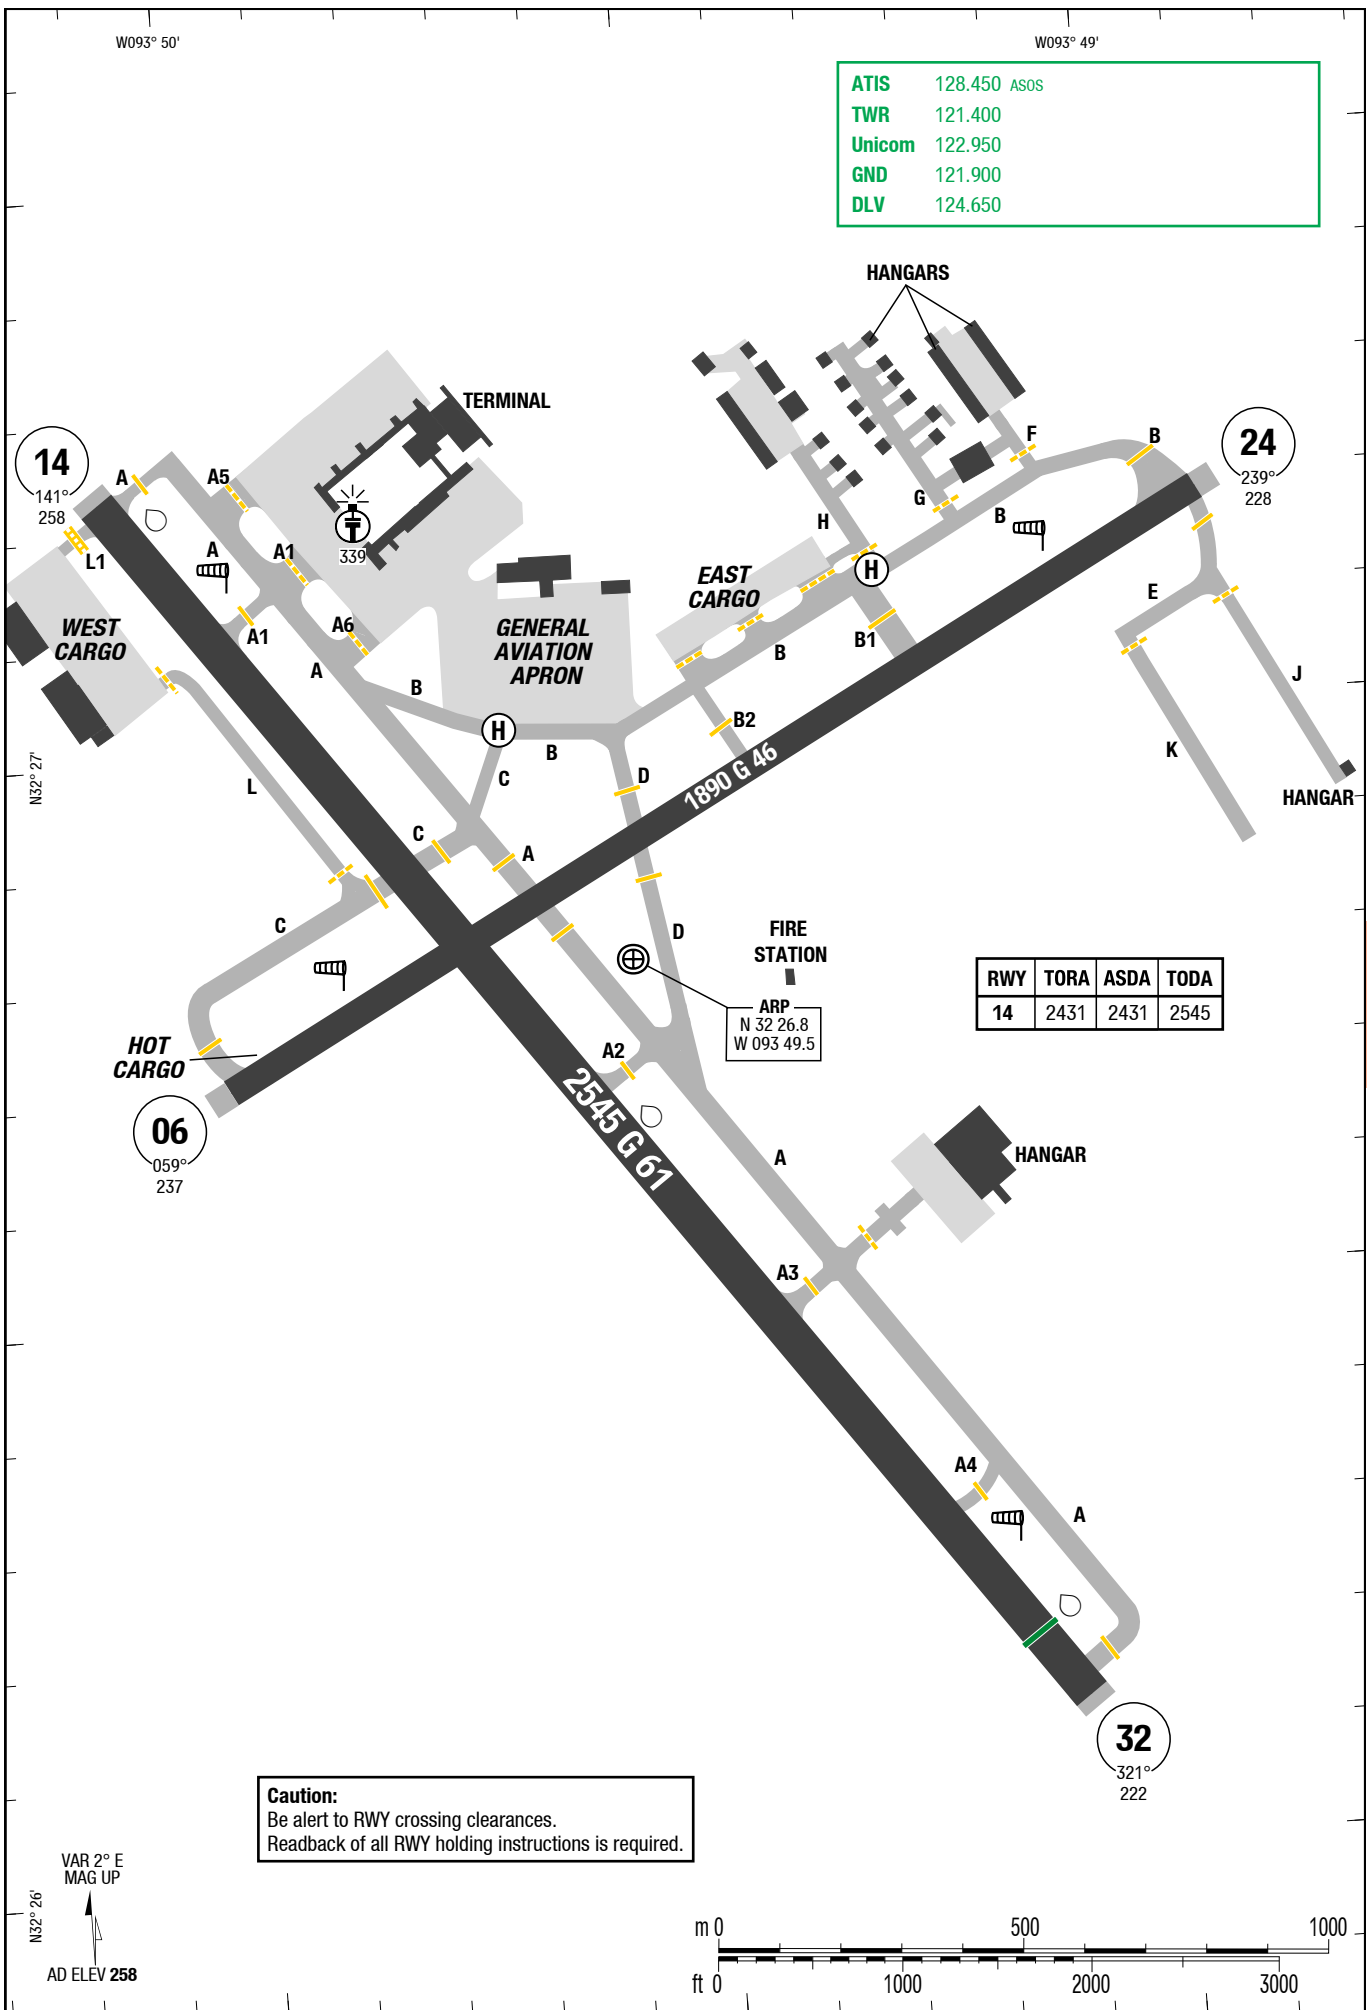 W093° 50'
W093° 49'
ATIS 128.450 ASOS
TWR 121.400
Unicom 122.950
GND 121.900
DLV 124.650
HANGARS
TERMINAL
14
141°
258
24
239°
228
A
A5
F
B
G
B
H
L1
A
A1
339
H
EAST
CARGO
E
WEST
CARGO
A1
A6
GENERAL
AVIATION
APRON
B1
B
A
B
J
H
B2
B
K
N32° 27'
L
C
D
1890 G 46
HANGAR
C
A
C
D
FIRE
STATION
RWY TORA ASDA TODA
14 2431 2431 2545
ARP
N 32 26.8
W 093 49.5
HOT
CARGO
A2
06
059°
237
2545 G 61
A
HANGAR
A3
A4
A
32
321°
222
Caution:
Be alert to RWY crossing clearances.
Readback of all RWY holding instructions is required.
VAR 2° E
MAG UP
N32° 26'
AD ELEV 258
m 0 500 1000
ft 0 1000 2000 3000